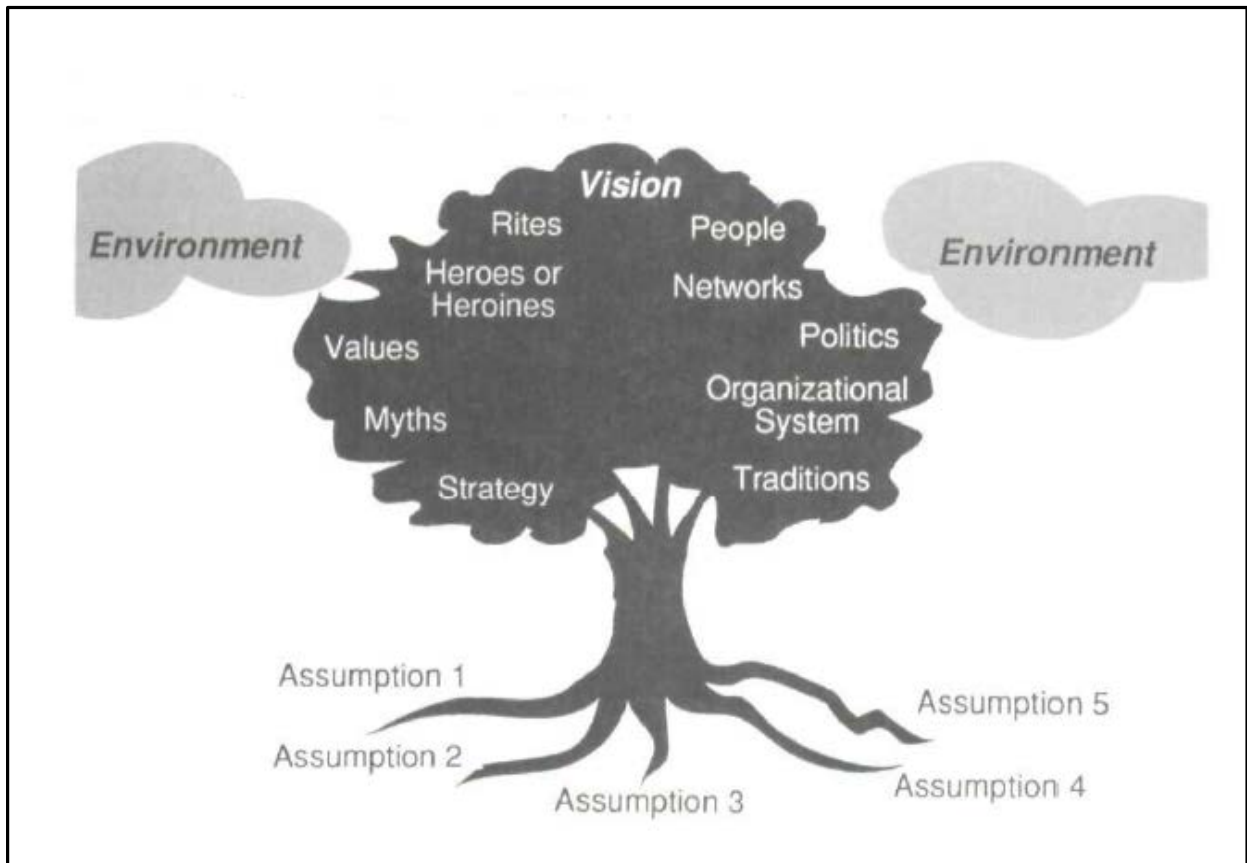 Vision
Rites
People
Environment
Environment
Heroes or
Heroines
Networks
Values
Politics
Myths
Organizational
System
Strategy
Traditions
Assumption 1
Assumption 5
Assumption 2
Assumption 3
Assumption 4